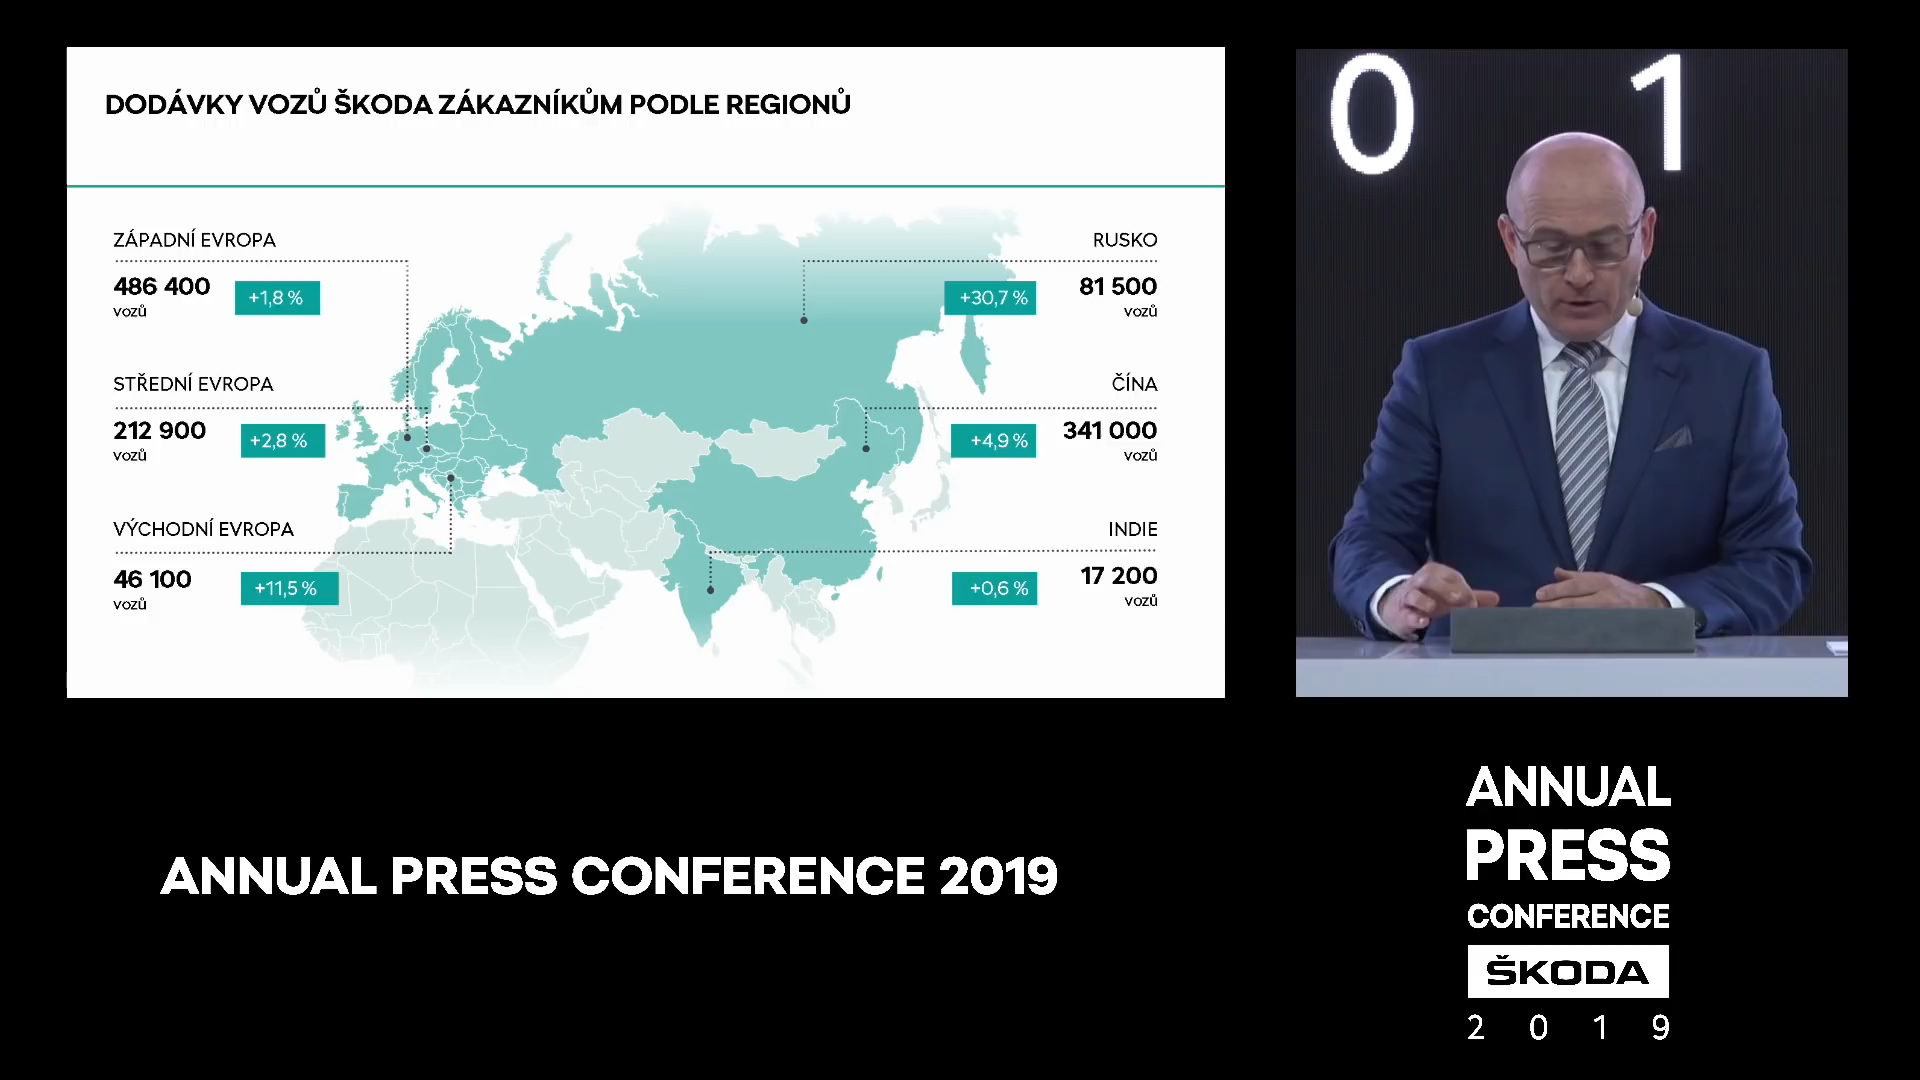 DODÁVKY VOZŮ ŠKODA ZÁKAZNÍKŮM PODLE REGIONŮ
ZÁPADNÍ EVROPA
486 400
vozů
+1,8 %
STŘEDNÍ EVROPA
212 900
vozů
+2,8 %
VÝCHODNÍ EVROPA
46 100
vozů
+11,5 %
RUSKO
+30,7 %
81 500
vozů
ČÍNA
+4,9 %
341 000
vozů
INDIE
+0,6 %
17 200
vozů
0 1
ANNUAL PRESS CONFERENCE 2019
ANNUAL
PRESS
CONFERENCE
ŠKODA
2 0 1 9